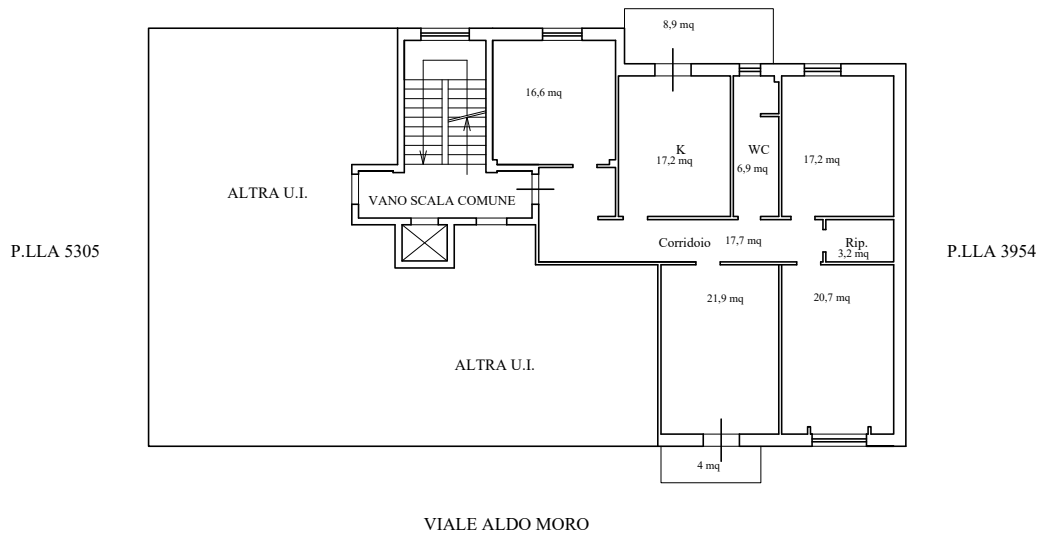 8,9 mq
16,6 mq
K
17,2 mq
WC
6,9 mq
17,2 mq
ALTRA U.I.
VANO SCALA COMUNE
P.LLA 5305
Corridoio
17,7 mq
Rip.
3,2 mq
P.LLA 3954
21,9 mq
20,7 mq
ALTRA U.I.
4 mq
VIALE ALDO MORO